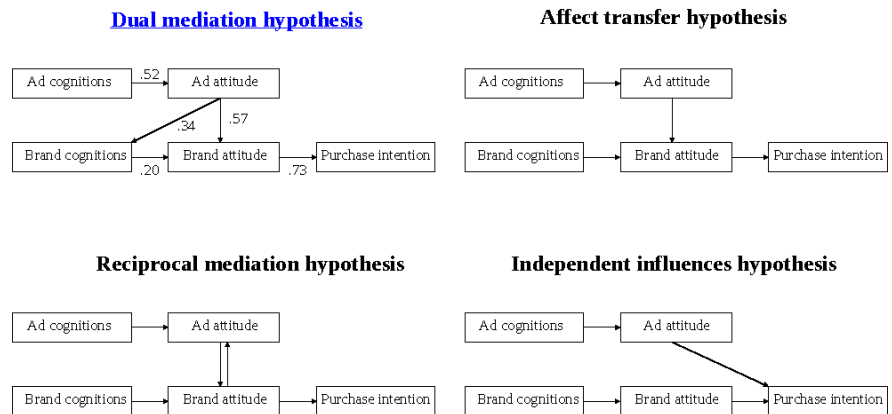 Dual mediation hypothesis
Ad cognitions .52 Ad attitude
.34 .57
Brand cognitions .20 Brand attitude .73 Purchase intention
Affect transfer hypothesis
Ad cognitions Ad attitude
Brand cognitions Brand attitude Purchase intention
Reciprocal mediation hypothesis
Ad cognitions Ad attitude
Brand cognitions Brand attitude Purchase intention
Independent influences hypothesis
Ad cognitions Ad attitude
Brand cognitions Brand attitude Purchase intention